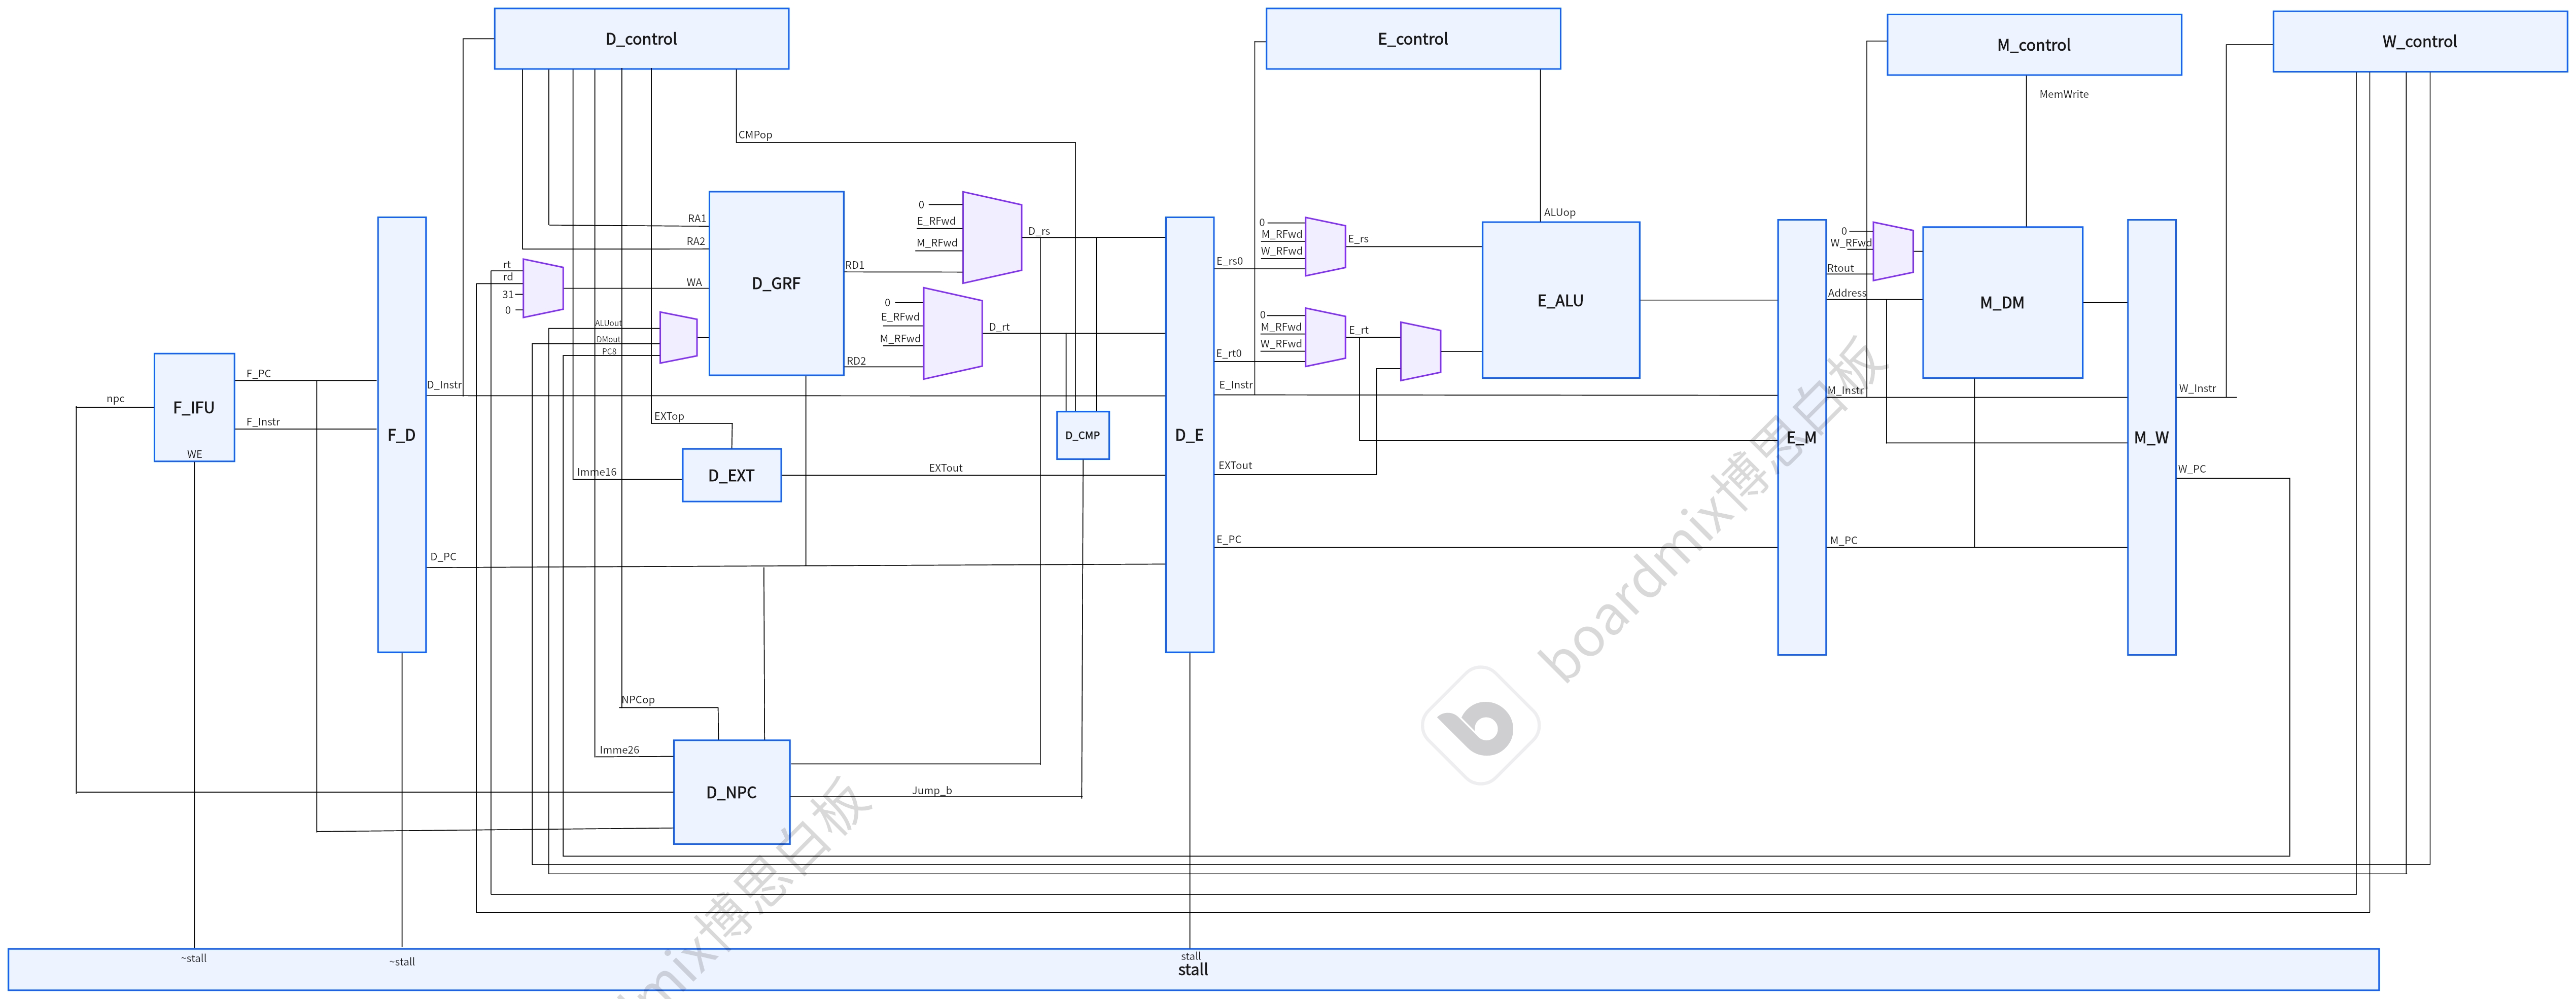 D_control
E_control
M_control
W_control
MemWrite
CMPop
RA1
RA2
WA
D_GRF
RD1
RD2
rt
rd
31
0
ALUout
DMout
PC8
0
E_RFwd
M_RFwd
D_rs
0
E_RFwd
M_RFwd
D_rt
0
M_RFwd
W_RFwd
E_rs0
E_rs
0
M_RFwd
W_RFwd
E_rt0
E_rt
ALUop
E_ALU
0
W_RFwd
Rtout
Address
M_DM
npc
F_IFU
WE
F_PC
F_Instr
F_D
D_Instr
D_PC
EXTop
Imme16
D_EXT
EXTout
D_CMP
D_E
E_Instr
EXTout
E_PC
E_M
M_Instr
M_PC
M_W
W_Instr
W_PC
NPCop
Imme26
D_NPC
Jump_b
~stall
~stall
stall
stall
boardmix博思白板
dmix博思白板